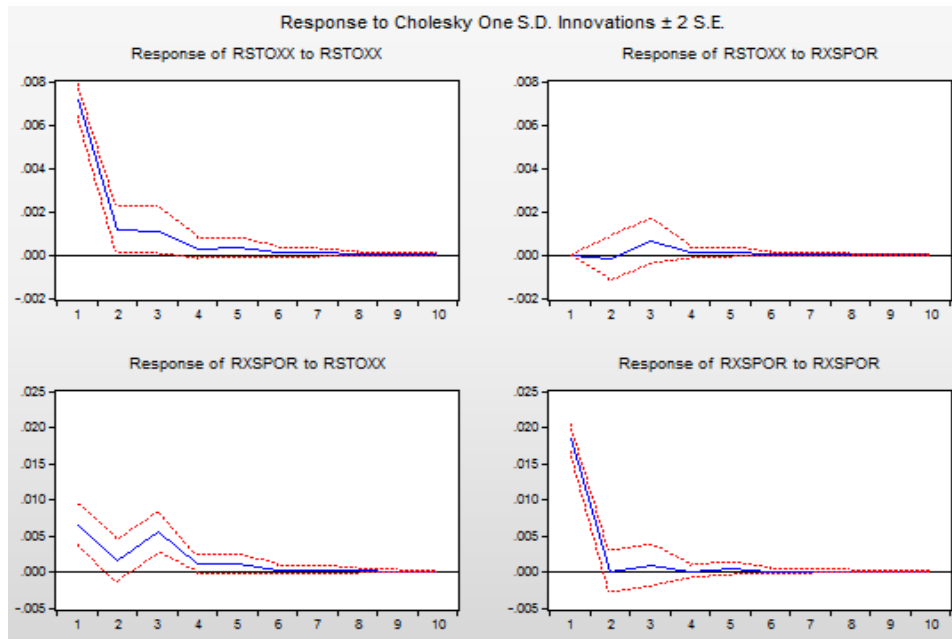 Response to Cholesky One S.D. Innovations ± 2 S.E.
Response of RSTOXX to RSTOXX
Response of RSTOXX to RXSPOR
.008
.006
.004
.002
.000
-.002
1 2 3 4 5 6 7 8 9 10
.008
.006
.004
.002
.000
-.002
1 2 3 4 5 6 7 8 9 10
Response of RXSPOR to RSTOXX
Response of RXSPOR to RXSPOR
.025
.020
.015
.010
.005
.000
-.005
1 2 3 4 5 6 7 8 9 10
.025
.020
.015
.010
.005
.000
-.005
1 2 3 4 5 6 7 8 9 10